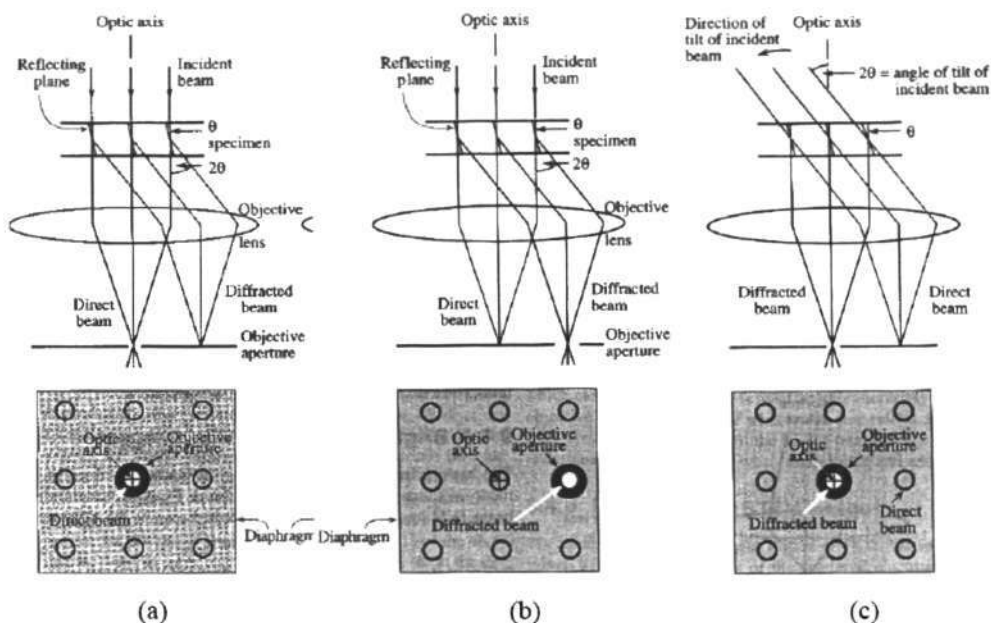 Optic axis
Reflecting
plane
Incident
beam
θ
specimen
2θ
Objective
lens
Direct
beam
Diffracted
beam
Objective
aperture
Optic
axis
Objective
aperture
Direct beam
Diaphragm
(a)
Optic axis
Reflecting
plane
Incident
beam
θ
specimen
2θ
Objective
lens
Direct
beam
Diffracted
beam
Objective
aperture
Optic
axis
Objective
aperture
Diffracted beam
Diaphragm
(b)
Direction of
tilt of incident
beam
Optic axis
2θ = angle of tilt of
incident beam
θ
Diffracted
beam
Direct
beam
Optic
axis
Objective
aperture
Diffracted beam
Direct
beam
(c)